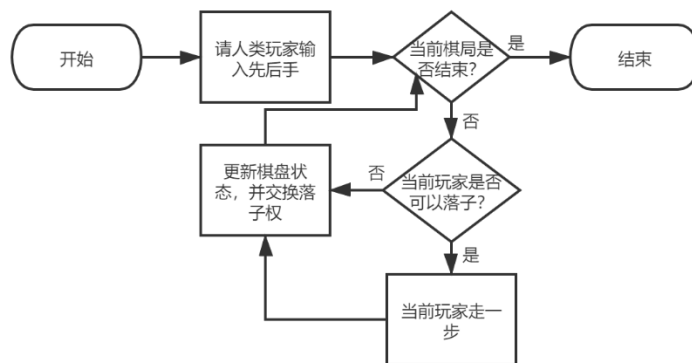 开始
请人类玩家输
入先后手
当前棋局是
否结束?
是
结束
否
更新棋盘状
态，并交换落
子权
否
当前玩家是否
可以落子?
是
当前玩家走一
步